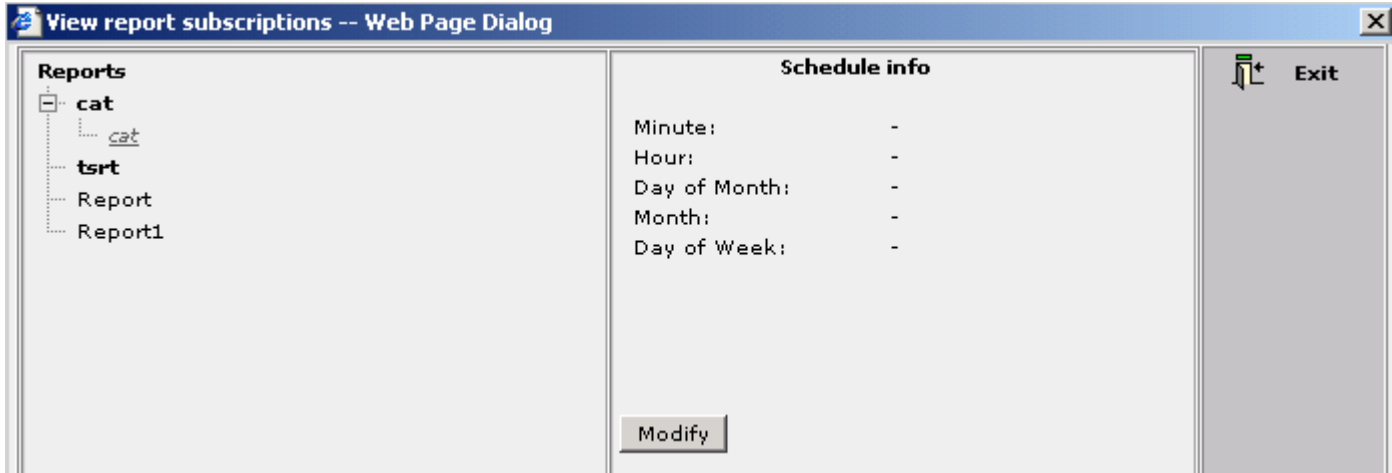 View report subscriptions -- Web Page Dialog
Reports
cat
cat
tsrt
Report
Report1
Schedule info
Minute: -
Hour: -
Day of Month: -
Month: -
Day of Week: -
Modify
Exit